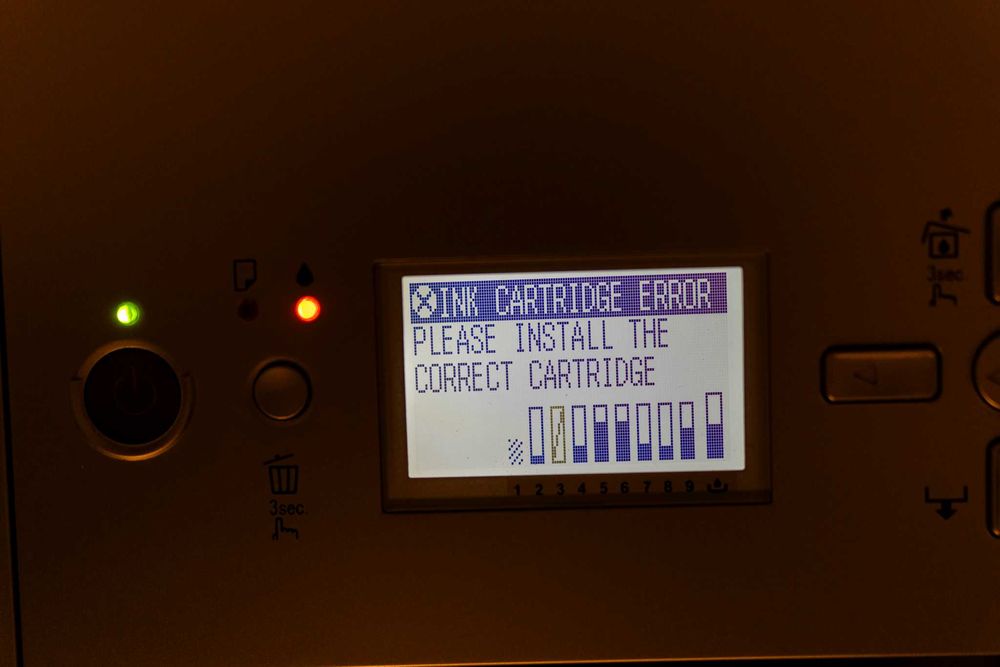 INK CARTRIDGE ERROR
PLEASE INSTALL THE
CORRECT CARTRIDGE
1 2 3 4 5 6 7 8 9
3sec.
3sec